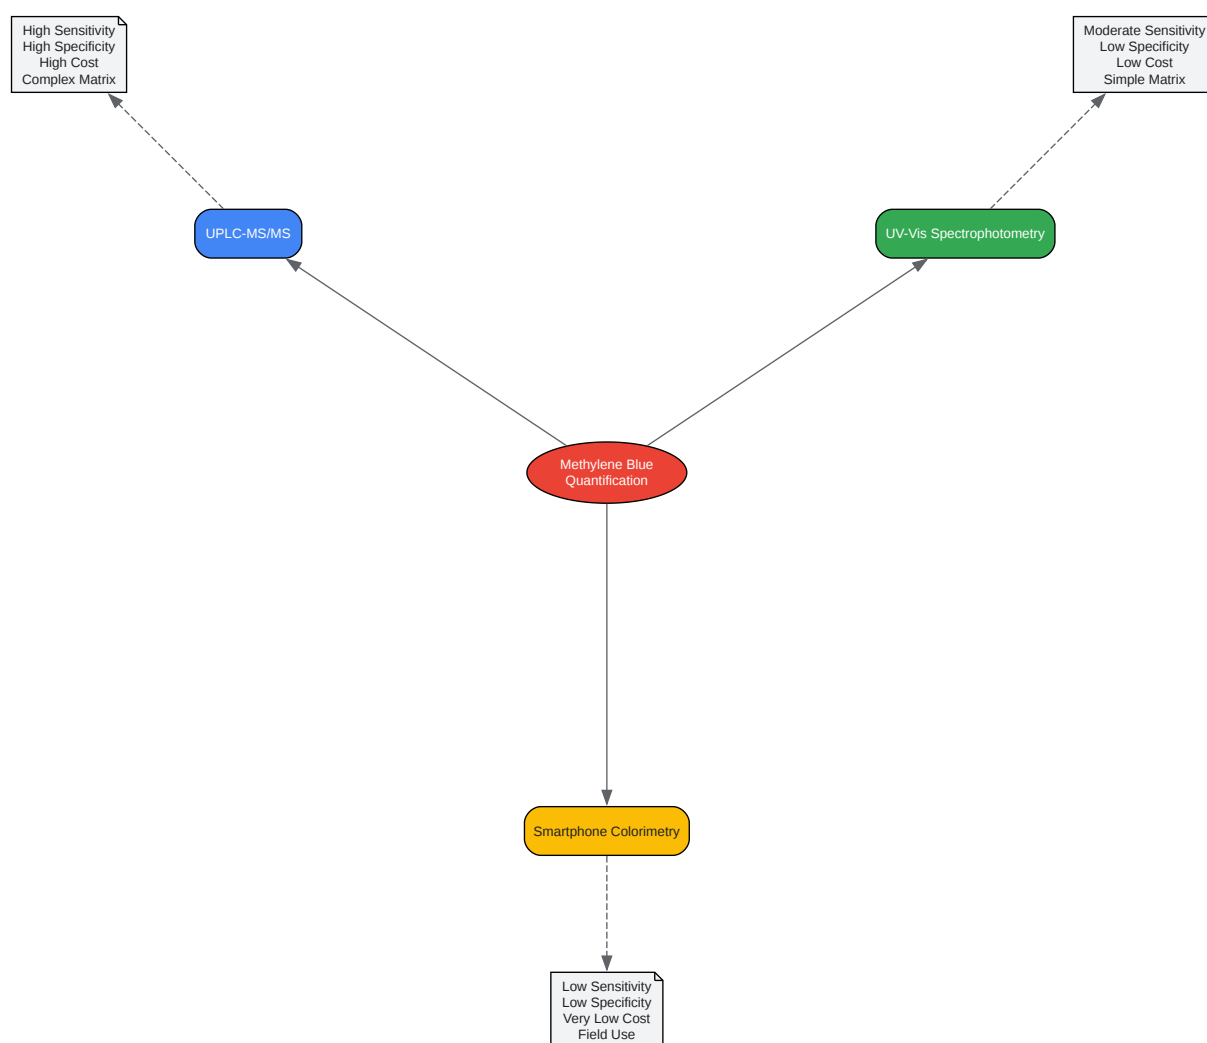 High Sensitivity
High Specificity
High Cost
Complex Matrix
Moderate Sensitivity
Low Specificity
Low Cost
Simple Matrix
UPLC-MS/MS
UV-Vis Spectrophotometry
Methylene Blue
Quantification
Smartphone Colorimetry
Low Sensitivity
Low Specificity
Very Low Cost
Field Use